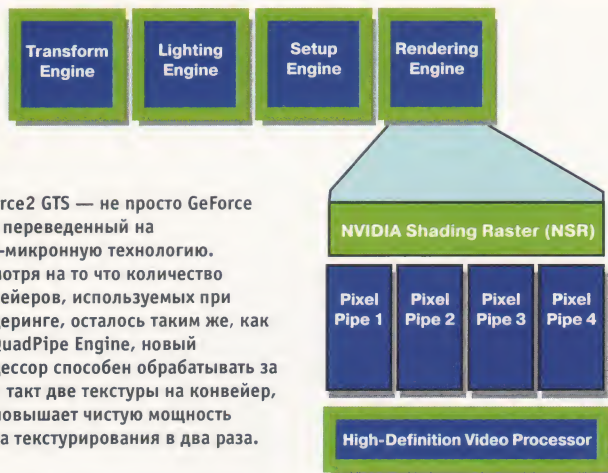 Transform
Engine
Lighting
Engine
Setup
Engine
Rendering
Engine
rce2 GTS — не просто GeForce
переведенный на
-микронную технологию.
отря на то что количество
ейеров, используемых при
еринге, осталось таким же, как
uadPipe Engine, новый
ессор способен обрабатывать за
такт две текстуры на конвейер,
овышает чистую мощность
а текстурирования в два раза.
NVIDIA Shading Raster (NSR)
Pixel
Pipe 1
Pixel
Pipe 2
Pixel
Pipe 3
Pixel
Pipe 4
High-Definition Video Processor